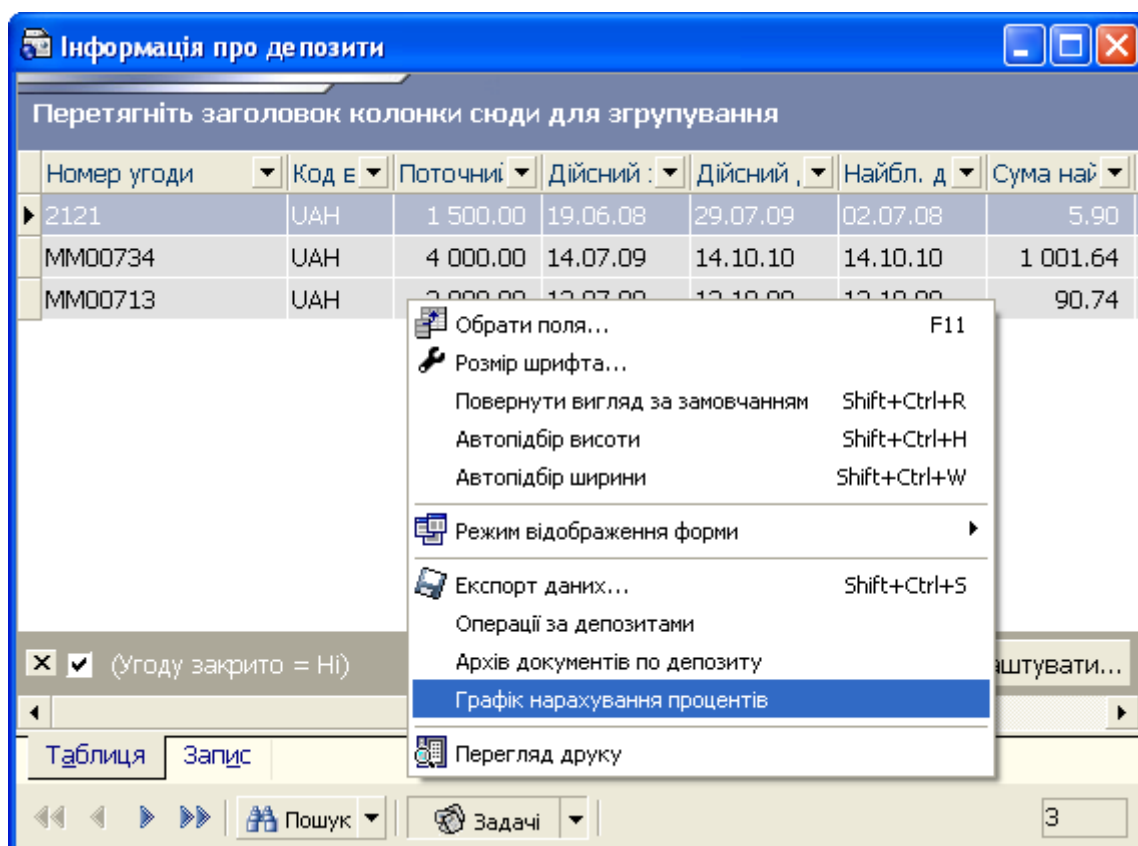 Інформація про депозити
Перетягніть заголовок колонки сюди для згрупування
Номер угоди Код в Поточний Дійсний : Дійсний , Найбл. д Сума най
2121 UAH 1 500.00 19.06.08 29.07.09 02.07.08 5.90
MM00734 UAH 4 000.00 14.07.09 14.10.10 14.10.10 1 001.64
MM00713 UAH 90.74
Обрати поля... F11
Розмір шрифта...
Повернути вигляд за замовчанням Shift+Ctrl+R
Автопідбір висоти Shift+Ctrl+H
Автопідбір ширини Shift+Ctrl+W
Режим відображення форми
Експорт даних... Shift+Ctrl+S
Операції за депозитами
Архів документів по депозиту
Графік нарахування процентів
Перегляд друку
(Угоду закрито = Ні) аштувати...
Таблиця Запис
Пошук Задачі 3